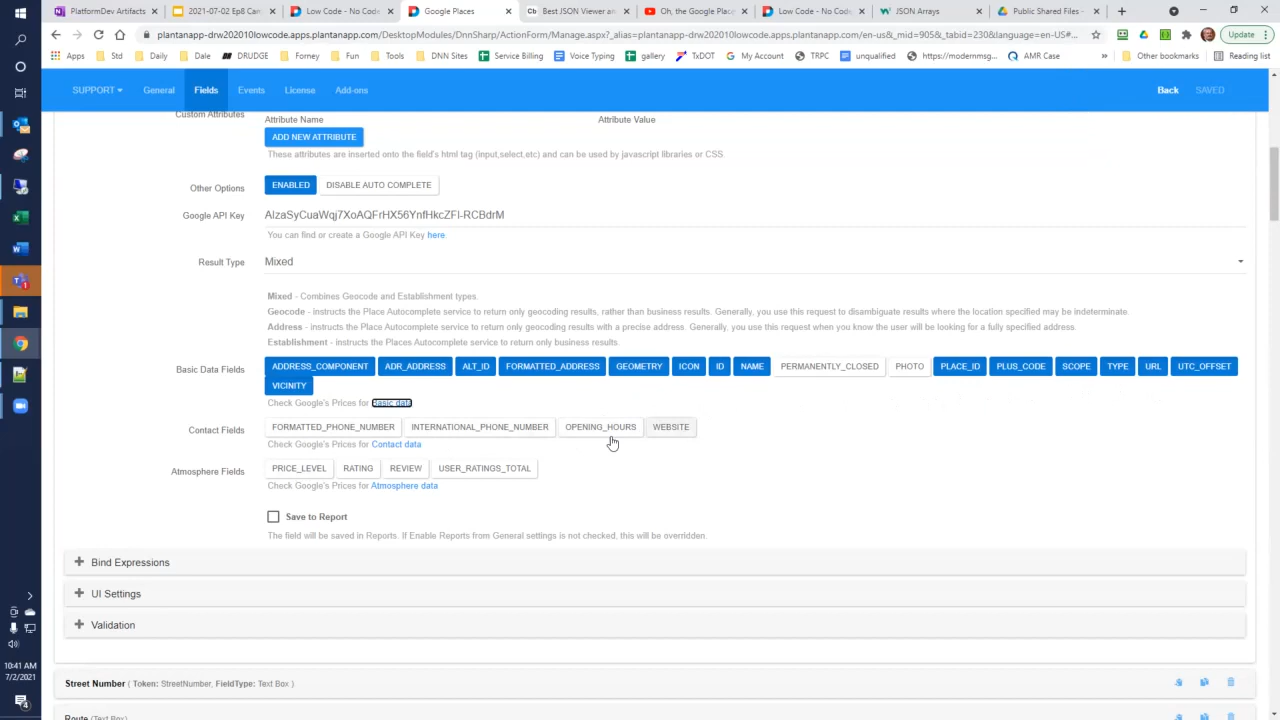 PlatformDev Artifacts
2021-07-02 Ep8 Can
Low Code - No Codes
Google Places
Best JSON Viewer an
Oh, the Google Place
Low Code - No Code
JSON Arrays
Public Shared Files -
plantanapp-drw202010lowcode.apps.plantanapp.com/DesktopModules/DnnSharp/ActionForm/Manage.aspx?_alias=plantanapp-drw202010lowcode.apps.plantanapp.com/en-us&_mid=905&_tabid=230&language=en-US#...
Update
Apps Std Daily Dale DRUDGE Forney Fun Tools DNN Sites Service Billing Voice Typing gallery TxDOT My Account TRPC unqualified https://modernmsg... AMR Case » Other bookmarks Reading list
SUPPORT General Fields Events License Add-ons Back SAVED
Custom Attributes
Attribute Name Attribute Value
ADD NEW ATTRIBUTE
These attributes are inserted onto the field's html tag (input,select,etc) and can be used by javascript libraries or CSS.
Other Options ENABLED DISABLE AUTO COMPLETE
Google API Key AIzaSyCuaWqj7XoAQFrHX56YnfHkcZFI-RCBdrM
You can find or create a Google API Key here
Result Type Mixed
Mixed - Combines Geocode and Establishment types.
Geocode - instructs the Place Autocomplete service to return only geocoding results, rather than business results. Generally, you use this request to disambiguate results where the location specified may be indeterminate.
Address - instructs the Place Autocomplete service to return only geocoding results with a precise address. Generally, you use this request when you know the user will be looking for a fully specified address.
Establishment - instructs the Place Autocomplete service to return only business results.
Basic Data Fields ADDRESS_COMPONENT ADR_ADDRESS ALT_ID FORMATTED_ADDRESS GEOMETRY ICON ID NAME PERMANENTLY_CLOSED PHOTO PLACE_ID PLUS_CODE SCOPE TYPE URL UTC_OFFSET
VICINITY
Check Google's Prices for Basic data
Contact Fields FORMATTED_PHONE_NUMBER INTERNATIONAL_PHONE_NUMBER OPENING_HOURS WEBSITE
Check Google's Prices for Contact data
Atmosphere Fields PRICE_LEVEL RATING REVIEW USER_RATINGS_TOTAL
Check Google's Prices for Atmosphere data
Save to Report
The field will be saved in Reports. If Enable Reports from General settings is not checked, this will be overridden.
Bind Expressions
UI Settings
Validation
Street Number ( Token: StreetNumber, FieldType: Text Box )
Route (Text Box)
10:41 AM
7/2/2021